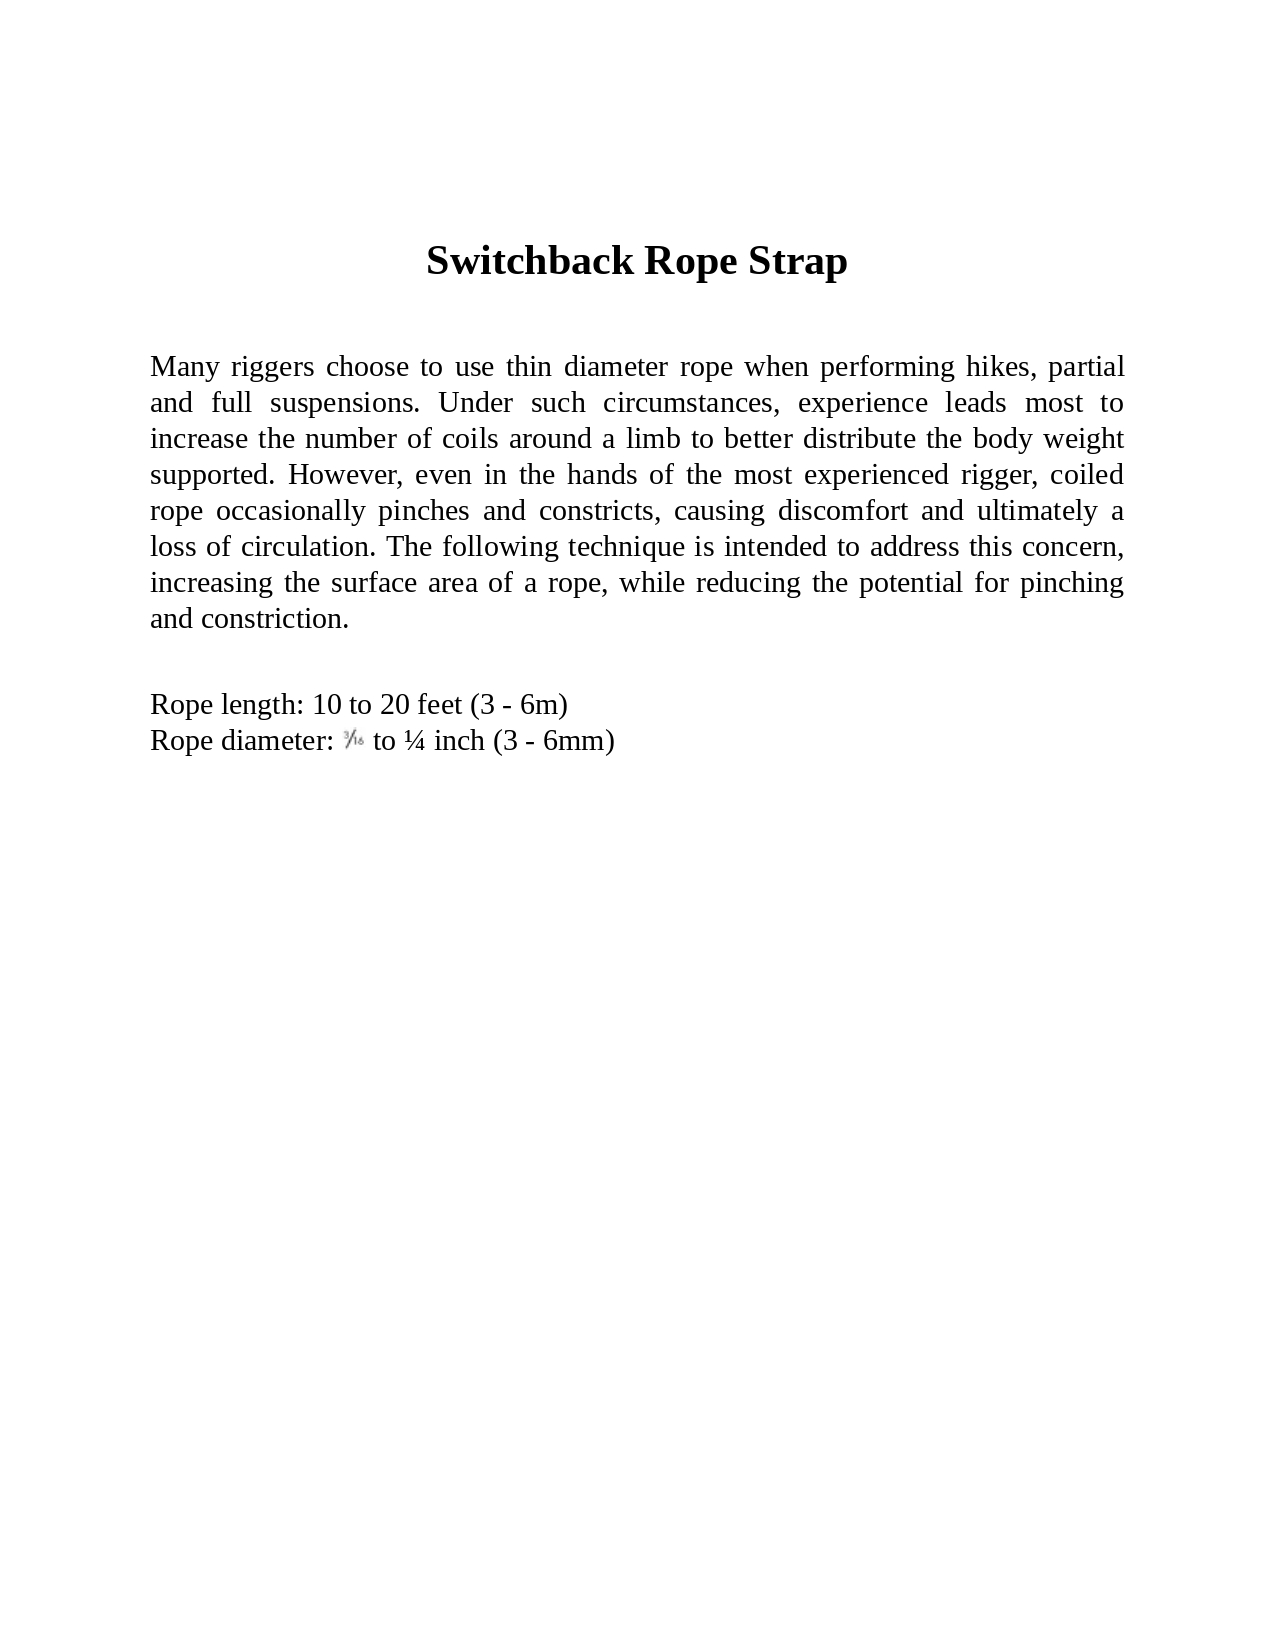 Switchback Rope Strap
Many riggers choose to use thin diameter rope when performing hikes, partial
and full suspensions. Under such circumstances, experience leads most to
increase the number of coils around a limb to better distribute the body weight
supported. However, even in the hands of the most experienced rigger, coiled
rope occasionally pinches and constricts, causing discomfort and ultimately a
loss of circulation. The following technique is intended to address this concern,
increasing the surface area of a rope, while reducing the potential for pinching
and constriction.
Rope length: 10 to 20 feet (3 - 6m)
Rope diameter: 3/16 to ¼ inch (3 - 6mm)